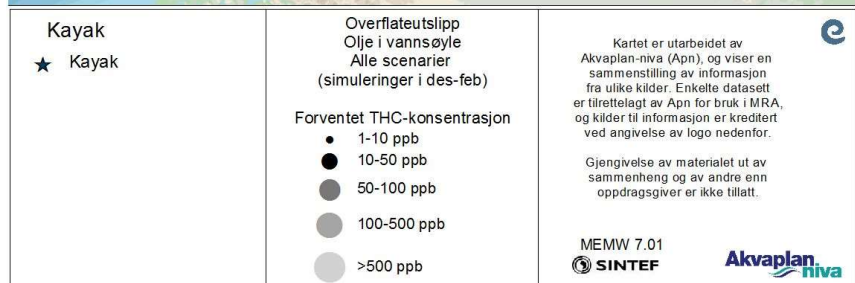 Kayak
Kayak
Overflateutslipp
Olje i vannsøyle
Alle scenarier
(simuleringer i des-feb)
Forventet THC-konsentrasjon
1-10 ppb
10-50 ppb
50-100 ppb
100-500 ppb
>500 ppb
Kartet er utarbeidet av
Akvaplan-niva (Apn), og viser en
sammenstilling av informasjon
fra ulike kilder. Enkelte datasett
er tilrettelagt av Apn for bruk i MRA,
og kilder til informasjon er kreditert
ved angivelse av logo nedenfor.
Gjengivelse av materialet ut av
sammenheng og av andre enn
oppdragsgiver er ikke tillatt.
MEMW 7.01
SINTEF
Akvaplan
niva